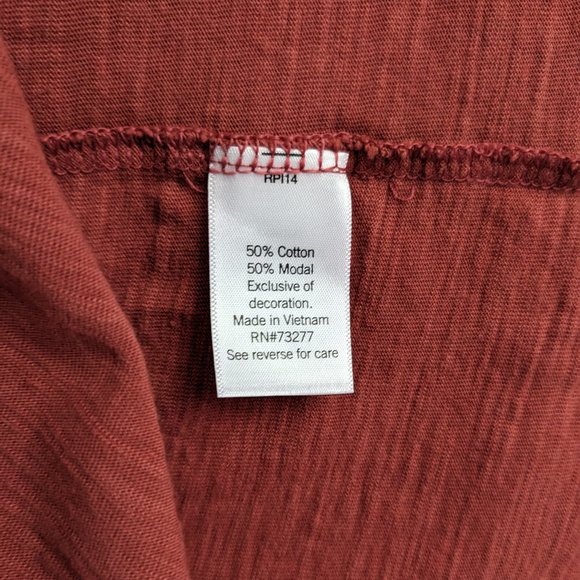 RPI14
50% Cotton
50% Modal
Exclusive of
decoration.
Made in Vietnam
RN#73277
See reverse for care